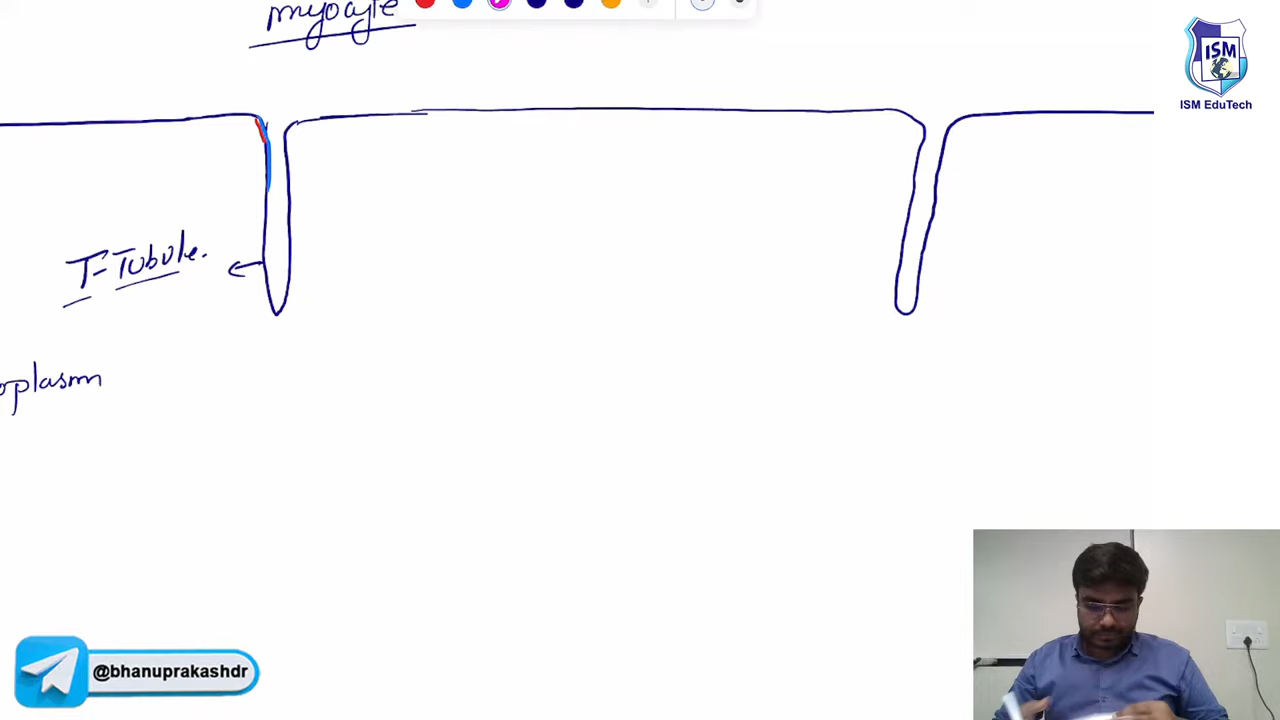 myocyte
ISM
ISM EduTech
T-Tubule.
oplasm
@bhanuprakashdr